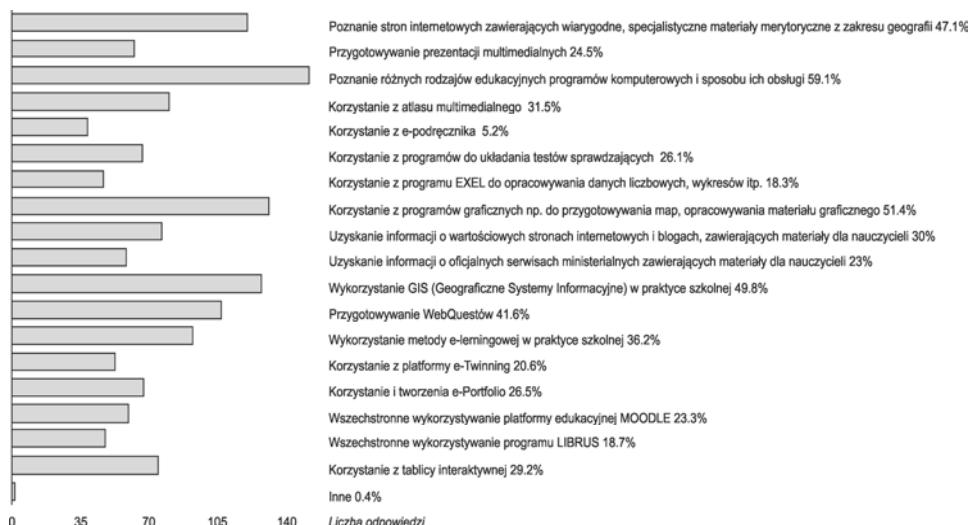 Poznanie stron internetowych zawierających wiarygodne, specjalistyczne materiały merytoryczne z zakresu geografii 47.1%
Przygotowywanie prezentacji multimedialnych 24.5%
Poznanie różnych rodzajów edukacyjnych programów komputerowych i sposobu ich obsługi 59.1%
Korzystanie z atlasu multimedialnego 31.5%
Korzystanie z e-podręcznika 5.2%
Korzystanie z programów do układania testów sprawdzających 26.1%
Korzystanie z programu EXEL do opracowywania danych liczbowych, wykresów itp. 18.3%
Korzystanie z programów graficznych np. do przygotowywania map, opracowywania materiału graficznego 51.4%
Uzyskanie informacji o wartościowych stronach internetowych i blogach, zawierających materiały dla nauczycieli 30%
Uzyskanie informacji o oficjalnych serwisach ministerialnych zawierających materiały dla nauczycieli 23%
Wykorzystanie GIS (Geograficzne Systemy Informacyjne) w praktyce szkolnej 49.8%
Przygotowywanie WebQuestów 41.6%
Wykorzystanie metody e-lerningowej w praktyce szkolnej 36.2%
Korzystanie z platformy e-Twinning 20.6%
Korzystanie i tworzenia e-Portfolio 26.5%
Wszechstronne wykorzystywanie platformy edukacyjnej MOODLE 23.3%
Wszechstronne wykorzystywanie programu LIBRUS 18.7%
Korzystanie z tablicy interaktywnej 29.2%
Inne 0.4%
0 35 70 105 140 Liczba odpowiedzi